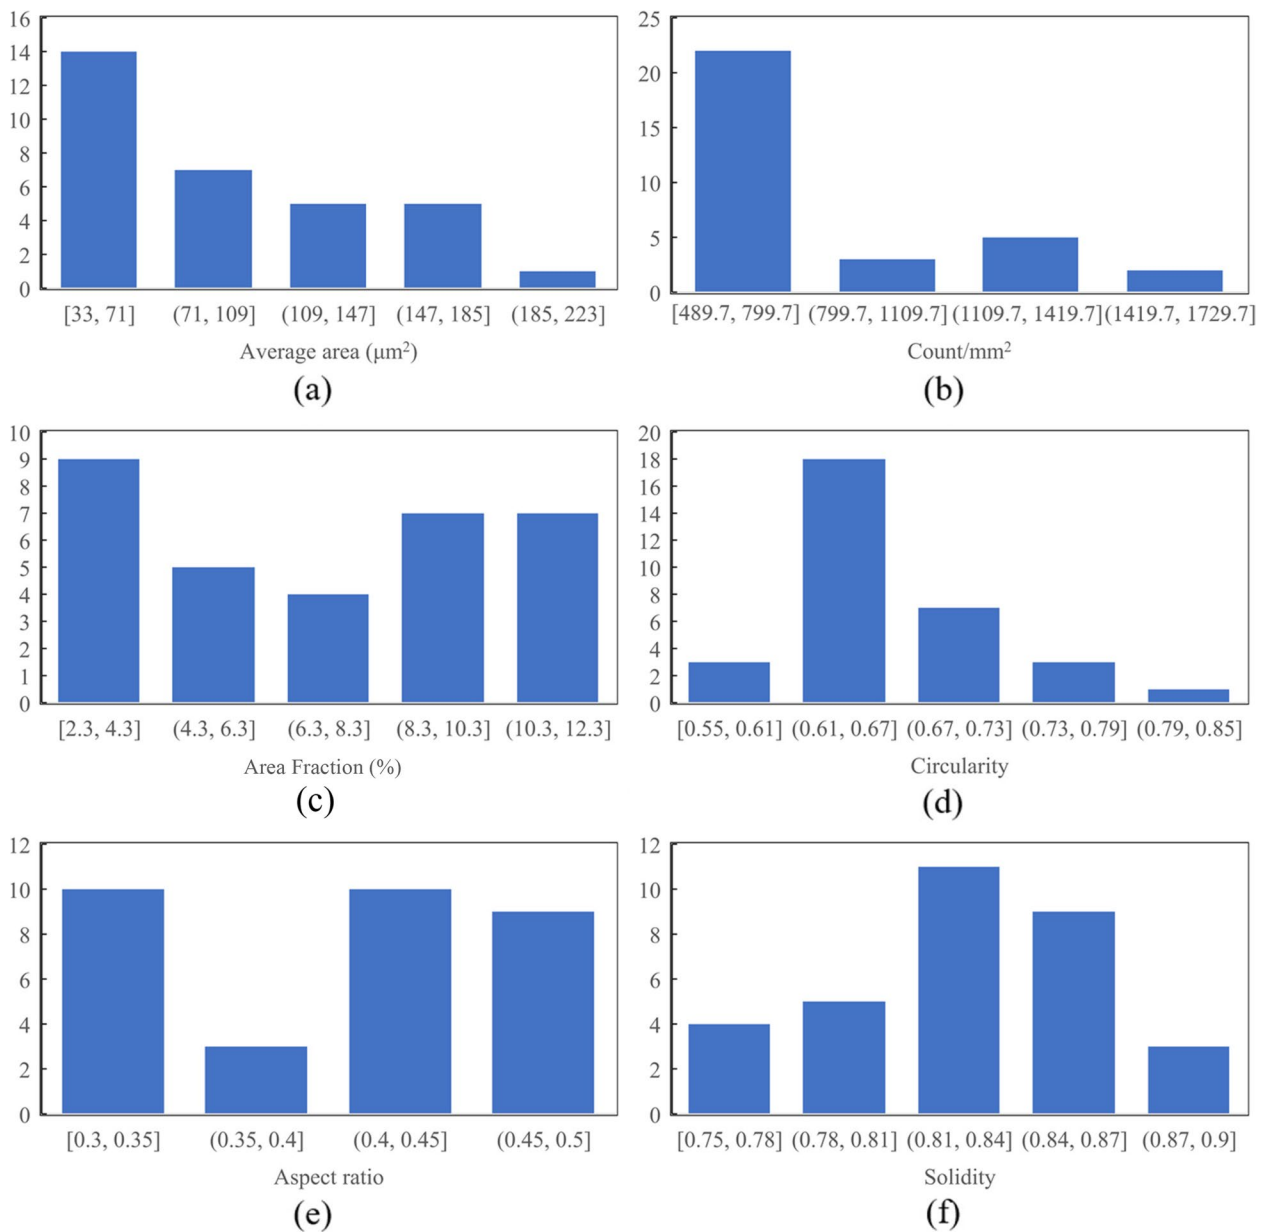 16
14
12
10
8
6
4
2
0
[33, 71] (71, 109] (109, 147] (147, 185] (185, 223]
Average area (μm²)
(a)
25
20
15
10
5
0
[489.7, 799.7] (799.7, 1109.7] (1109.7, 1419.7] (1419.7, 1729.7]
Count/mm²
(b)
10
9
8
7
6
5
4
3
2
1
0
[2.3, 4.3] (4.3, 6.3] (6.3, 8.3] (8.3, 10.3] (10.3, 12.3]
Area Fraction (%)
(c)
20
18
16
14
12
10
8
6
4
2
0
[0.55, 0.61] (0.61, 0.67] (0.67, 0.73] (0.73, 0.79] (0.79, 0.85]
Circularity
(d)
12
10
8
6
4
2
0
[0.3, 0.35] (0.35, 0.4] (0.4, 0.45] (0.45, 0.5]
Aspect ratio
(e)
12
10
8
6
4
2
0
[0.75, 0.78] (0.78, 0.81] (0.81, 0.84] (0.84, 0.87] (0.87, 0.9]
Solidity
(f)